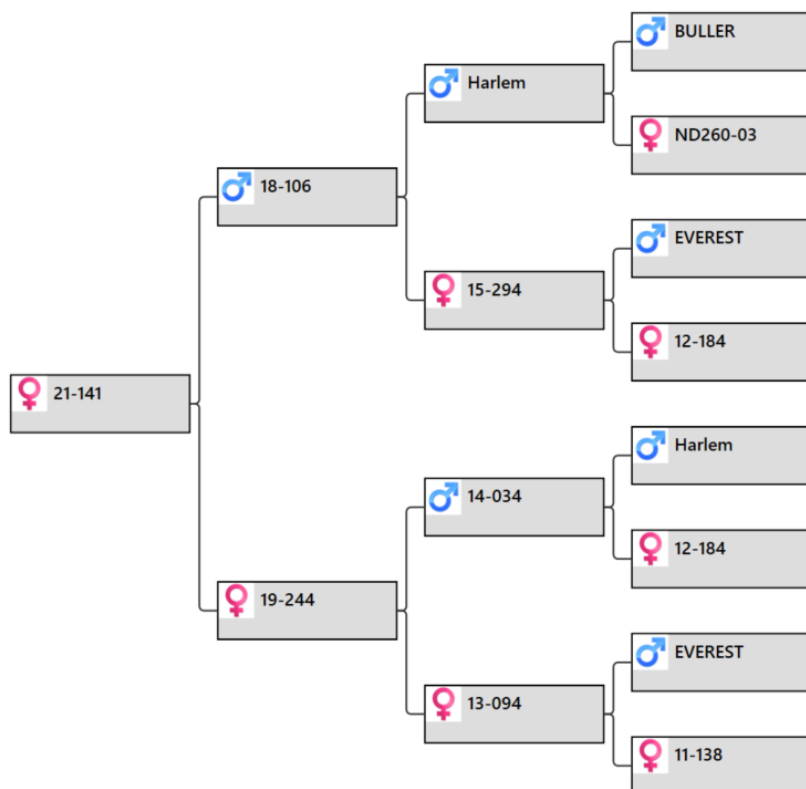 BULLER
Harlem
ND260-03
18-106
EVEREST
15-294
12-184
21-141
Harlem
14-034
12-184
19-244
EVEREST
13-094
11-138